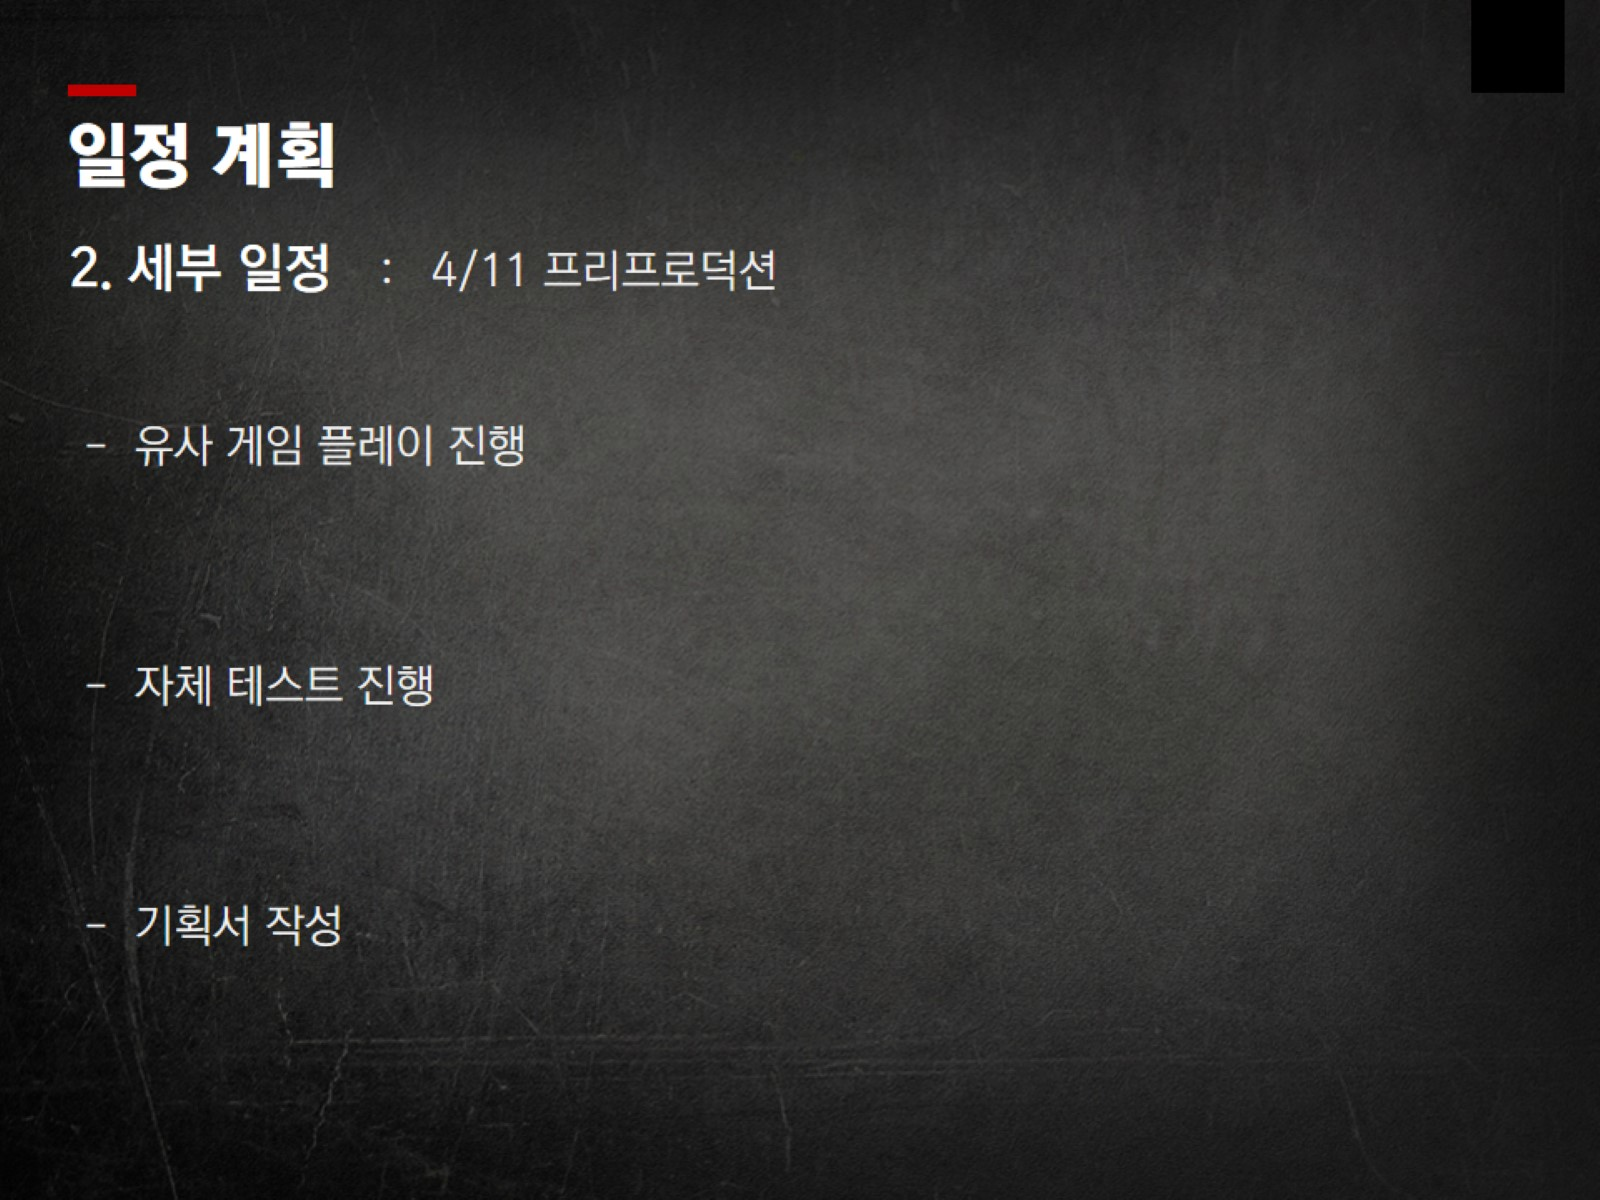 일정 계획
2. 세부 일정 : 4/11 프리프로덕션
- 유사 게임 플레이 진행
- 자체 테스트 진행
- 기획서 작성